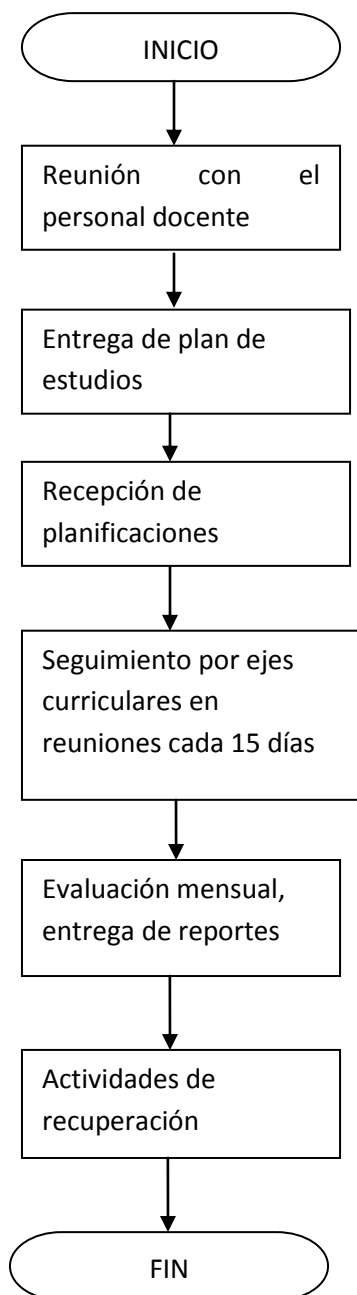 INICIO
Reunión con el
personal docente
Entrega de plan de
estudios
Recepción de
planificaciones
Seguimiento por ejes
curriculares en
reuniones cada 15 días
Evaluación mensual,
entrega de reportes
Actividades de
recuperación
FIN